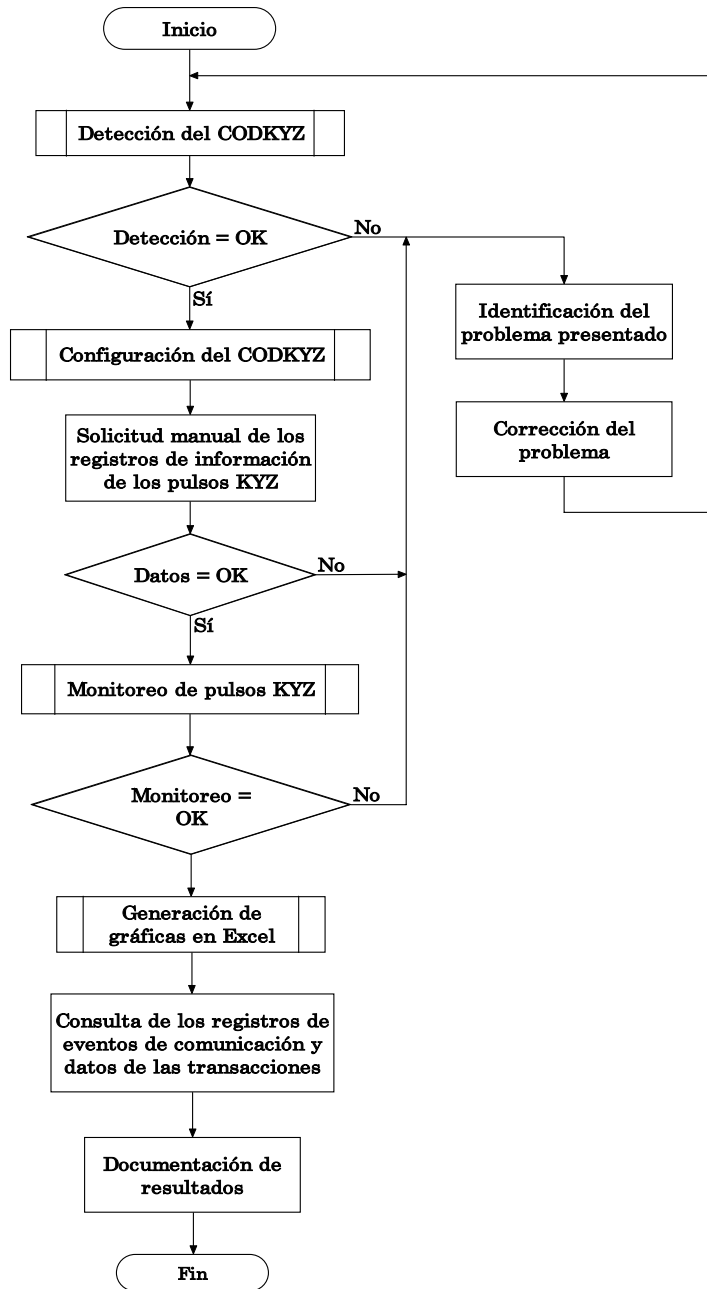 Inicio
Detección del CODKYZ
Detección = OK
No
Sí
Identificación del
problema presentado
Configuración del CODKYZ
Corrección del
problema
Solicitud manual de los
registros de información
de los pulsos KYZ
Datos = OK
No
Sí
Monitoreo de pulsos KYZ
Monitoreo =
OK
No
Generación de
gráficas en Excel
Consulta de los registros de
eventos de comunicación y
datos de las transacciones
Documentación de
resultados
Fin